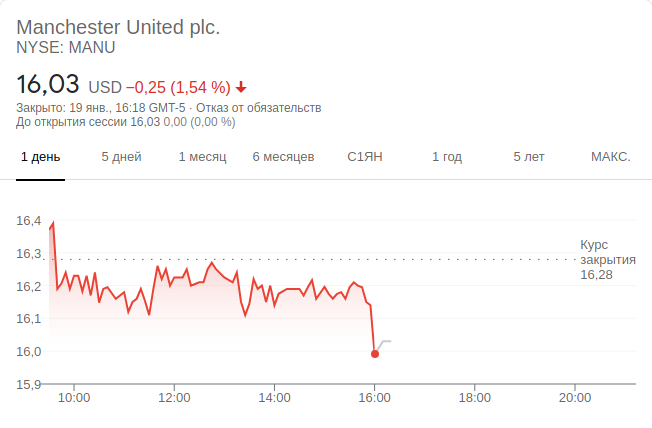 Manchester United plc.
NYSE: MANU
16,03 USD −0,25 (1,54 %)
Закрыто: 19 янв., 16:18 GMT-5 · Отказ от обязательств
До открытия сессии 16,03 0,00 (0,00 %)
1 день 5 дней 1 месяц 6 месяцев С1ЯН 1 год 5 лет МАКС.
16,4
16,3
16,2
16,1
16,0
15,9
Курс
закрытия
16,28
10:00 12:00 14:00 16:00 18:00 20:00